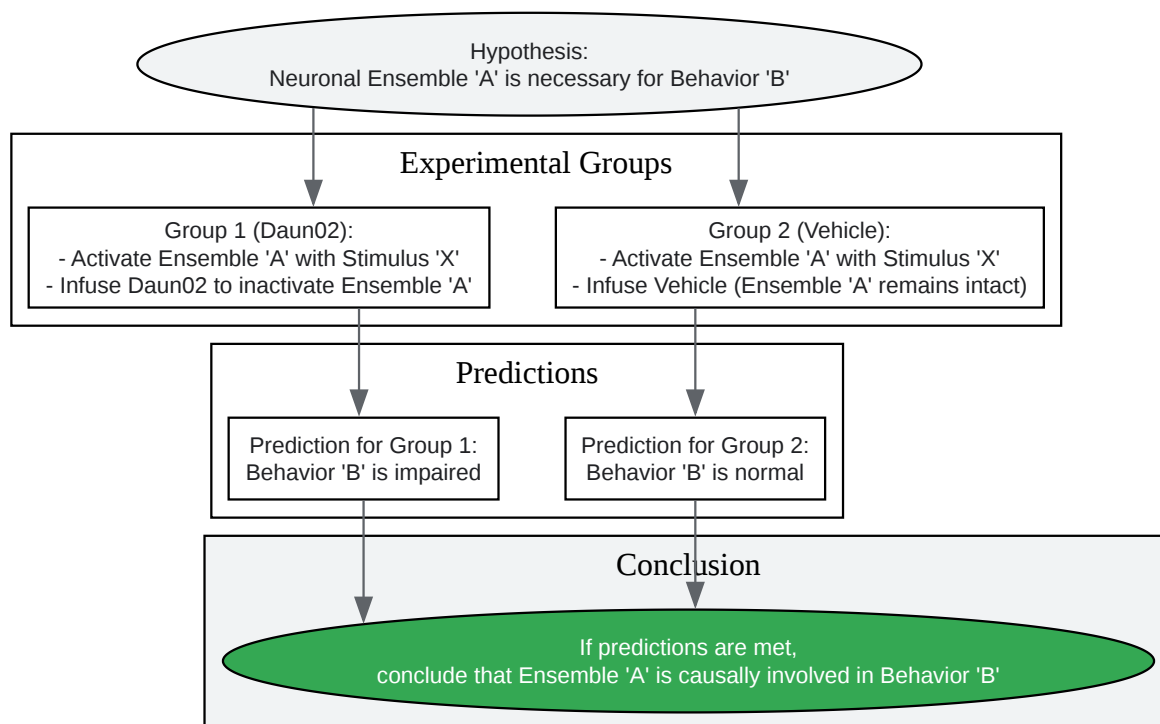 Hypothesis:
Neuronal Ensemble 'A' is necessary for Behavior 'B'
Experimental Groups
Group 1 (Daun02):
- Activate Ensemble 'A' with Stimulus 'X'
- Infuse Daun02 to inactivate Ensemble 'A'
Group 2 (Vehicle):
- Activate Ensemble 'A' with Stimulus 'X'
- Infuse Vehicle (Ensemble 'A' remains intact)
Predictions
Prediction for Group 1:
Behavior 'B' is impaired
Prediction for Group 2:
Behavior 'B' is normal
Conclusion
If predictions are met,
conclude that Ensemble 'A' is causally involved in Behavior 'B'